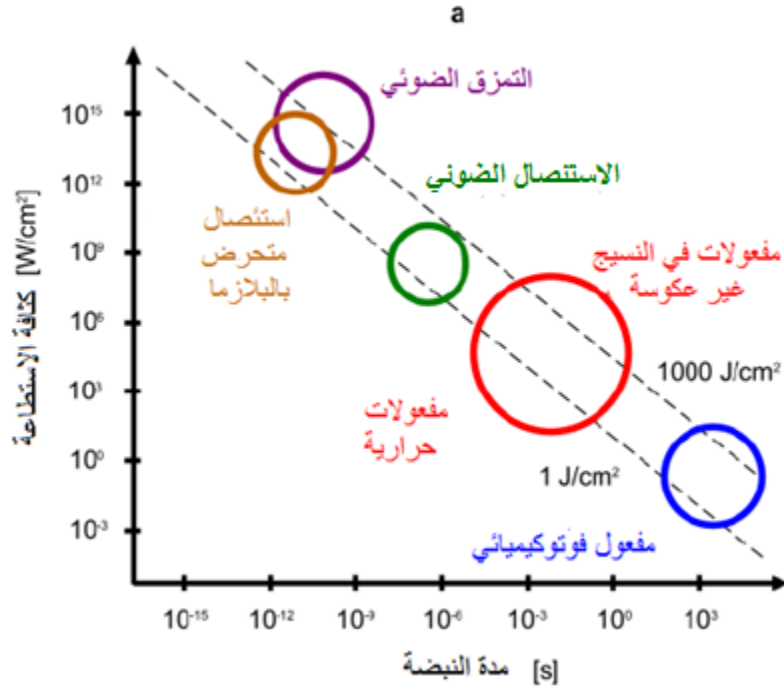 a
التمزق الضوئي
10¹⁵
الاستئصال الضوئي
10¹²
استئصال
متحرض
بالبلازما
مفعولات في النسيج
غير عكوسة
10⁹
كثافة الاستطاعة [W/cm²]
10⁶
1000 J/cm²
10³
مفعولات
حرارية
10⁰
1 J/cm²
10⁻³
مفعول فوتوكيميائي
10⁻¹⁵ 10⁻¹² 10⁻⁹ 10⁻⁶ 10⁻³ 10⁰ 10³
مدة النبضة [s]